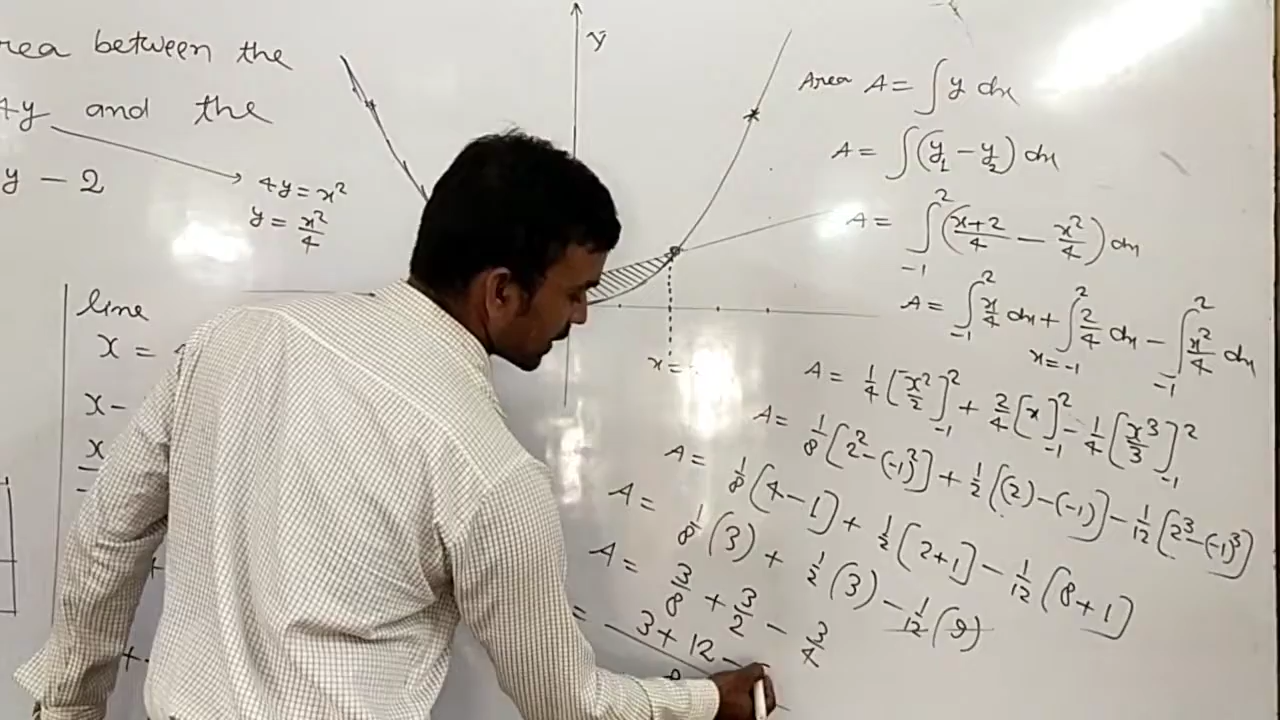 rea between the
4y and the
y - 2
4y = x²
y = x²/4
line
x =
x -
x
y
x =
Area A = ∫ y dx
A = ∫ (y₁ - y₂) dx
A = ∫₋₁² (x+2/4 - x²/4) dx
A = ∫₋₁² x/4 dx + ∫ₓ₌₋₁² 2/4 dx - ∫₋₁² x²/4 dx
A = 1/4 [x²/2]₋₁² + 2/4 [x]₋₁² - 1/4 [x³/3]₋₁²
A = 1/8 [2² - (-1)²] + 1/2 [(2) - (-1)] - 1/12 [2³ - (-1)³]
A = 1/8 [4 - 1] + 1/2 [2+1] - 1/12 (8+1]
A = 1/8 (3) + 1/2 (3) - 1/12 (9)
A = 3/8 + 3/2 - 3/4
= 3 + 12 - / 8